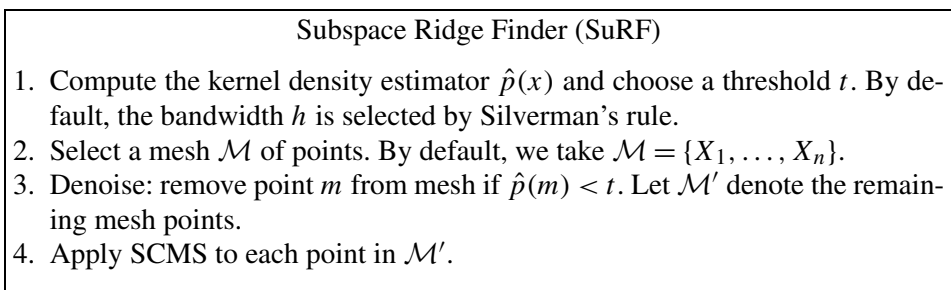 Subspace Ridge Finder (SuRF)
1. Compute the kernel density estimator p̂(x) and choose a threshold t. By de-
fault, the bandwidth h is selected by Silverman’s rule.
2. Select a mesh ℳ of points. By default, we take ℳ = {X₁, . . . , Xₙ}.
3. Denoise: remove point m from mesh if p̂(m) < t. Let ℳ′ denote the remain-
ing mesh points.
4. Apply SCMS to each point in ℳ′.